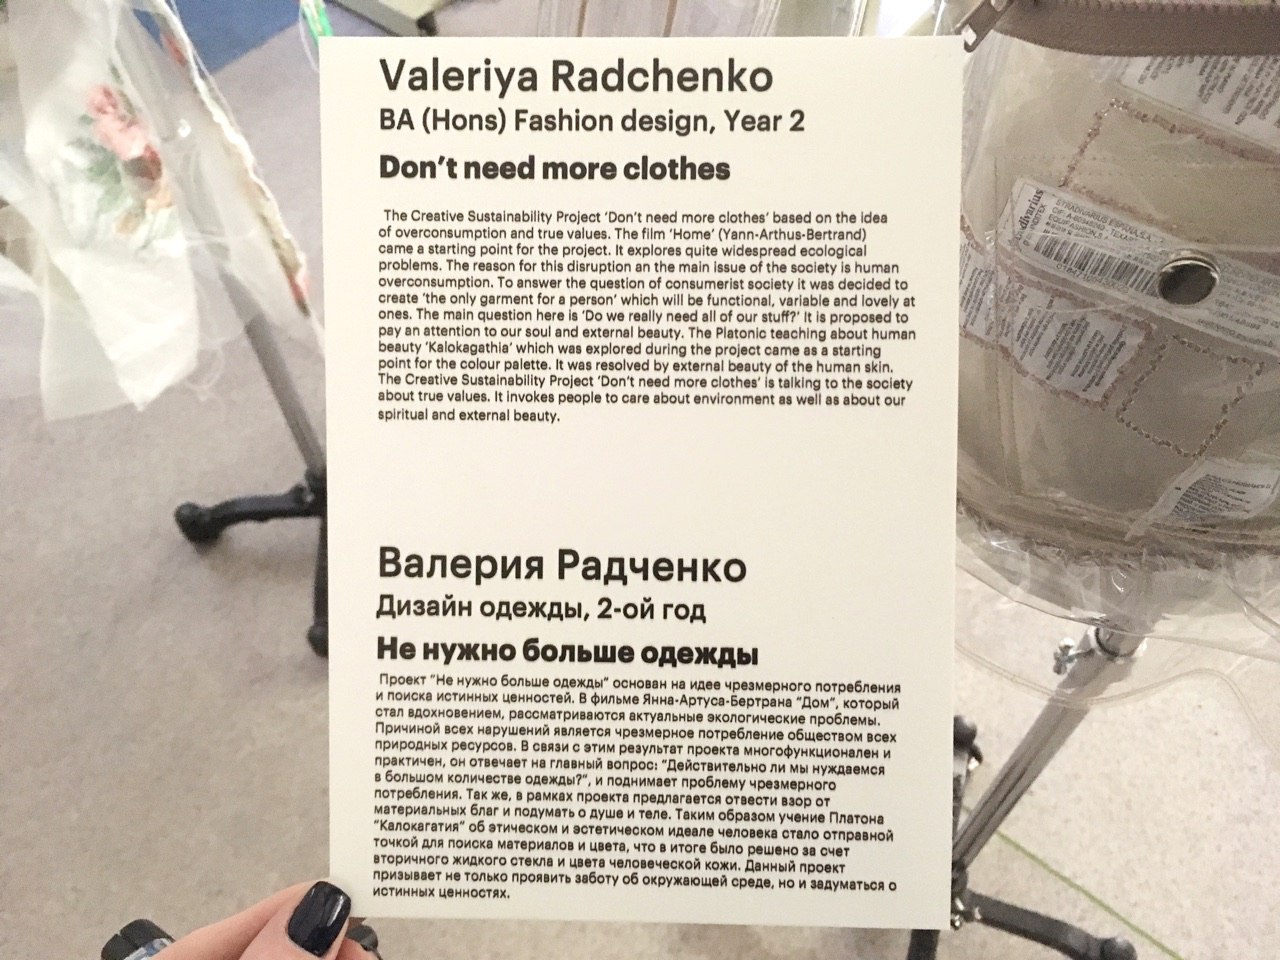 Valeriya Radchenko
BA (Hons) Fashion design, Year 2
Don't need more clothes
The Creative Sustainability Project 'Don't need more clothes' based on the idea
of overconsumption and true values. The film 'Home' (Yann-Arthus-Bertrand)
came a starting point for the project. It explores quite widespread ecological
problems. The reason for this disruption an the main issue of the society is human
overconsumption. To answer the question of consumerist society it was decided to
create 'the only garment for a person' which will be functional, variable and lovely at
ones. The main question here is 'Do we really need all of our stuff?' It is proposed to
pay an attention to our soul and external beauty. The Platonic teaching about human
beauty 'Kalokagathia' which was explored during the project came as a starting
point for the colour palette. It was resolved by external beauty of the human skin.
The Creative Sustainability Project 'Don't need more clothes' is talking to the society
about true values. It invokes people to care about environment as well as about our
spiritual and external beauty.
Валерия Радченко
Дизайн одежды, 2-ой год
Не нужно больше одежды
Проект "Не нужно больше одежды" основан на идее чрезмерного потребления
и поиска истинных ценностей. В фильме Янна-Артуса-Бертрана "Дом", который
стал вдохновением, рассматриваются актуальные экологические проблемы.
Причиной всех нарушений является чрезмерное потребление обществом всех
природных ресурсов. В связи с этим результат проекта многофункционален и
практичен, он отвечает на главный вопрос: "Действительно ли мы нуждаемся
в большом количестве одежды?", и поднимает проблему чрезмерного
потребления. Так же, в рамках проекта предлагается отвести взор от
материальных благ и подумать о душе и теле. Таким образом учение Платона
"Калокагатия" об этическом и эстетическом идеале человека стало отправной
точкой для поиска материалов и цвета, что в итоге было решено за счет
вторичного жидкого стекла и цвета человеческой кожи. Данный проект
призывает не только проявить заботу об окружающей среде, но и задуматься о
истинных ценностях.
STRADIVARIUS ESPAÑA S.A.